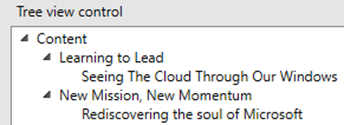 Tree view control
Content
Learning to Lead
Seeing The Cloud Through Our Windows
New Mission, New Momentum
Rediscovering the soul of Microsoft